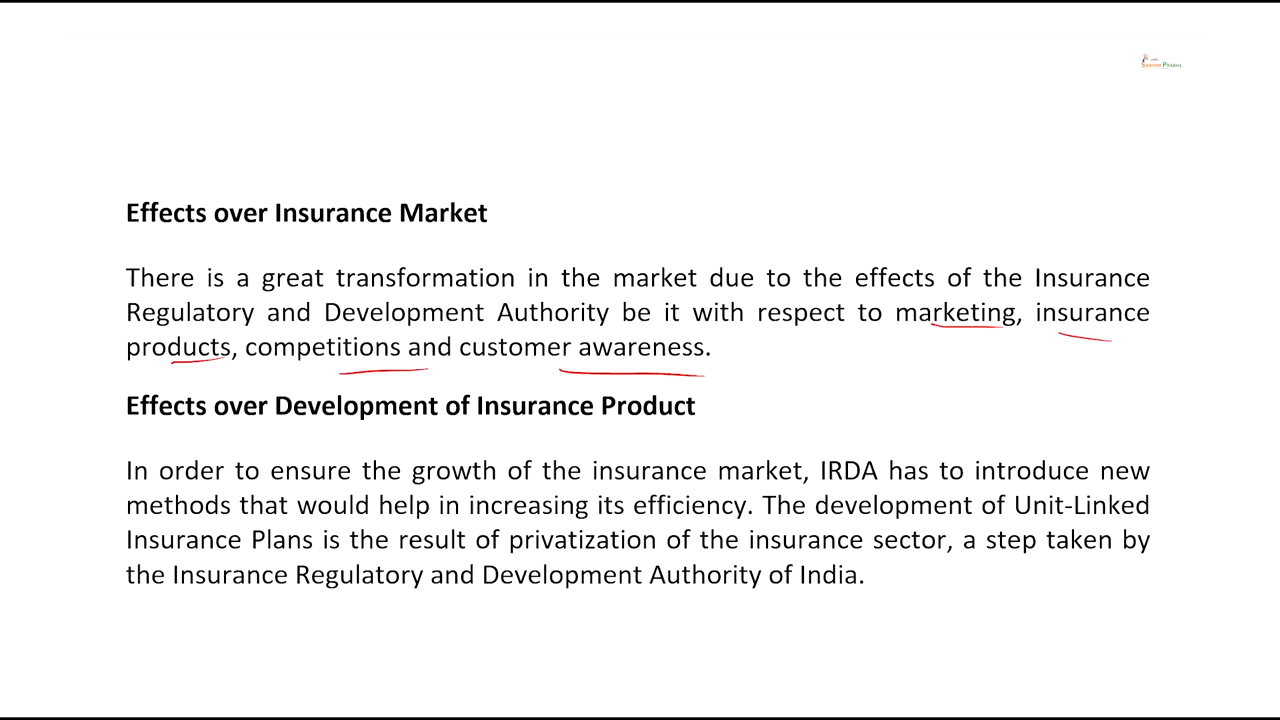 SWAYAM PRABHA
Effects over Insurance Market
There is a great transformation in the market due to the effects of the Insurance
Regulatory and Development Authority be it with respect to marketing, insurance
products, competitions and customer awareness.
Effects over Development of Insurance Product
In order to ensure the growth of the insurance market, IRDA has to introduce new
methods that would help in increasing its efficiency. The development of Unit-Linked
Insurance Plans is the result of privatization of the insurance sector, a step taken by
the Insurance Regulatory and Development Authority of India.